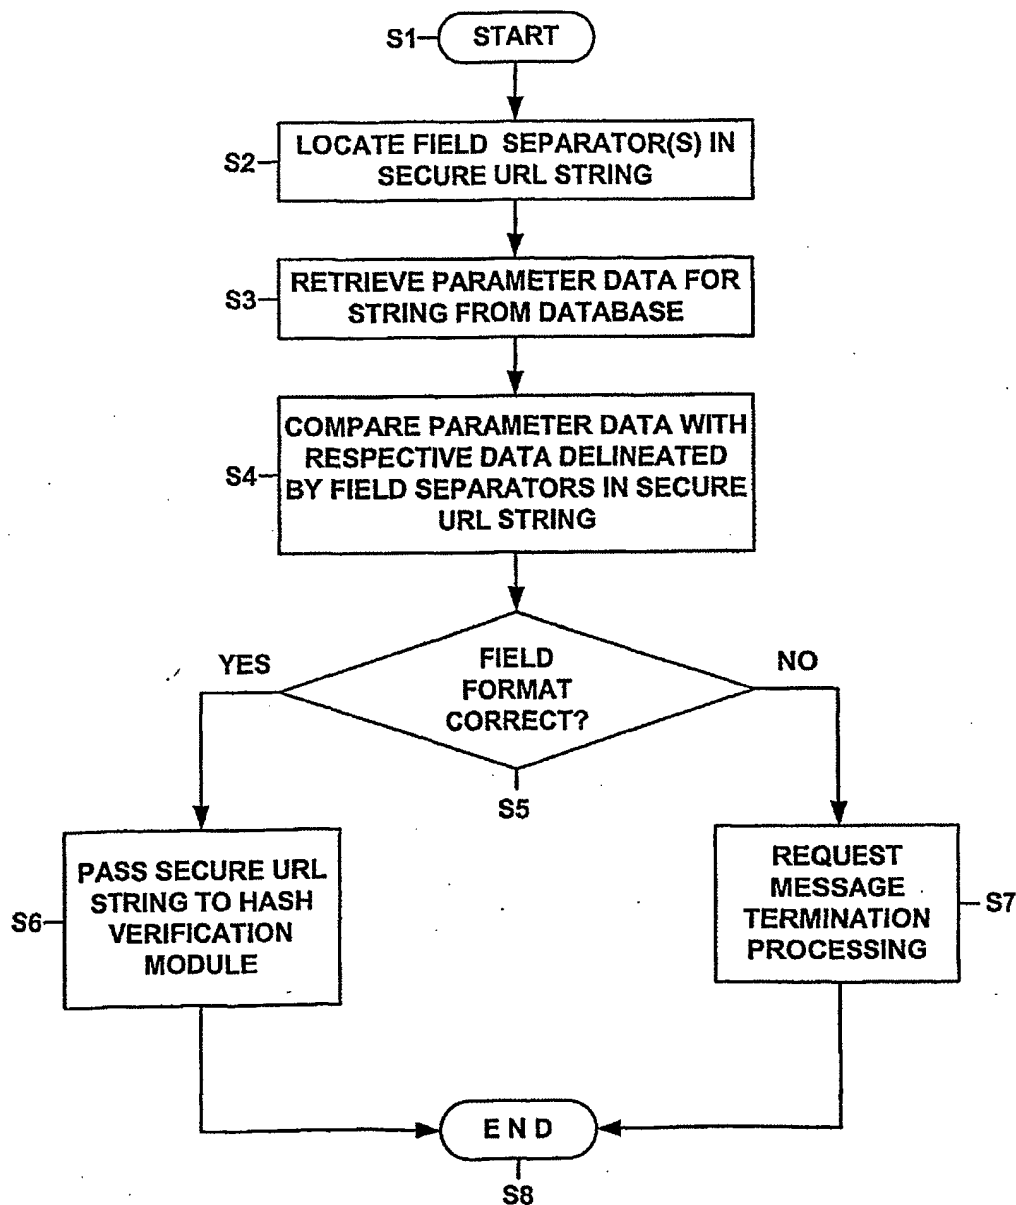 S1
START
S2
LOCATE FIELD SEPARATOR(S) IN
SECURE URL STRING
S3
RETRIEVE PARAMETER DATA FOR
STRING FROM DATABASE
S4
COMPARE PARAMETER DATA WITH
RESPECTIVE DATA DELINEATED
BY FIELD SEPARATORS IN SECURE
URL STRING
YES
NO
FIELD
FORMAT
CORRECT?
S5
S6
PASS SECURE URL
STRING TO HASH
VERIFICATION
MODULE
REQUEST
MESSAGE
TERMINATION
PROCESSING
S7
END
S8